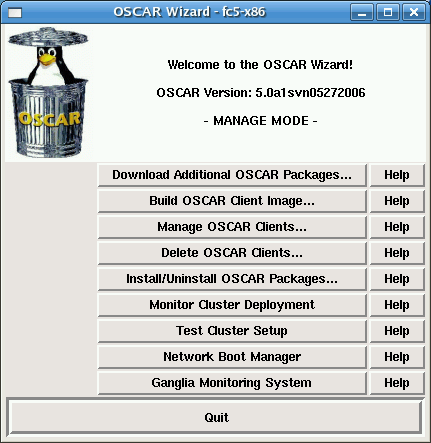 OSCAR Wizard - fc5-x86
Welcome to the OSCAR Wizard!
OSCAR Version: 5.0a1svn05272006
- MANAGE MODE -
OSCAR
Download Additional OSCAR Packages... Help
Build OSCAR Client Image... Help
Manage OSCAR Clients... Help
Delete OSCAR Clients... Help
Install/Uninstall OSCAR Packages... Help
Monitor Cluster Deployment Help
Test Cluster Setup Help
Network Boot Manager Help
Ganglia Monitoring System Help
Quit